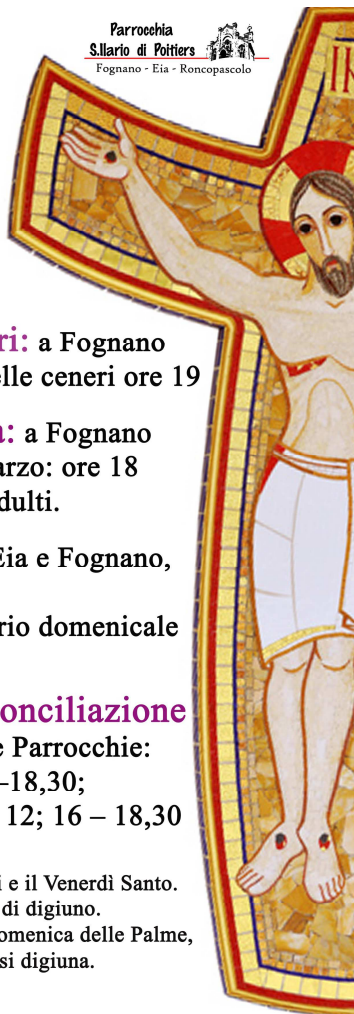 Parrocchia
S.Ilario di Poitiers
Fognano - Eia - Roncopascolo
ri: a Fognano
elle ceneri ore 19
a: a Fognano
arzo: ore 18
dulti.
Eia e Fognano,
rio domenicale
onciliazione
e Parrocchie:
–18,30;
12; 16 – 18,30
i e il Venerdì Santo.
di digiuno.
omenica delle Palme,
si digiuna.